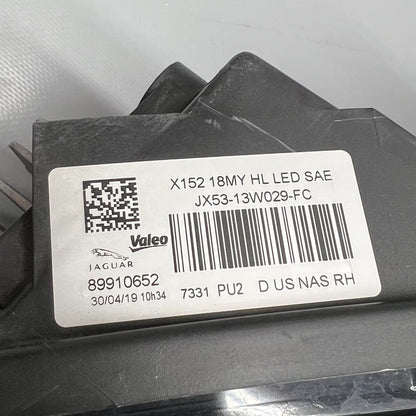 X152 18MY HL LED SAE
JX53-13W029-FC
Valeo
JAGUAR
89910652
30/04/19 10h34
7331 PU2 D US NAS RH